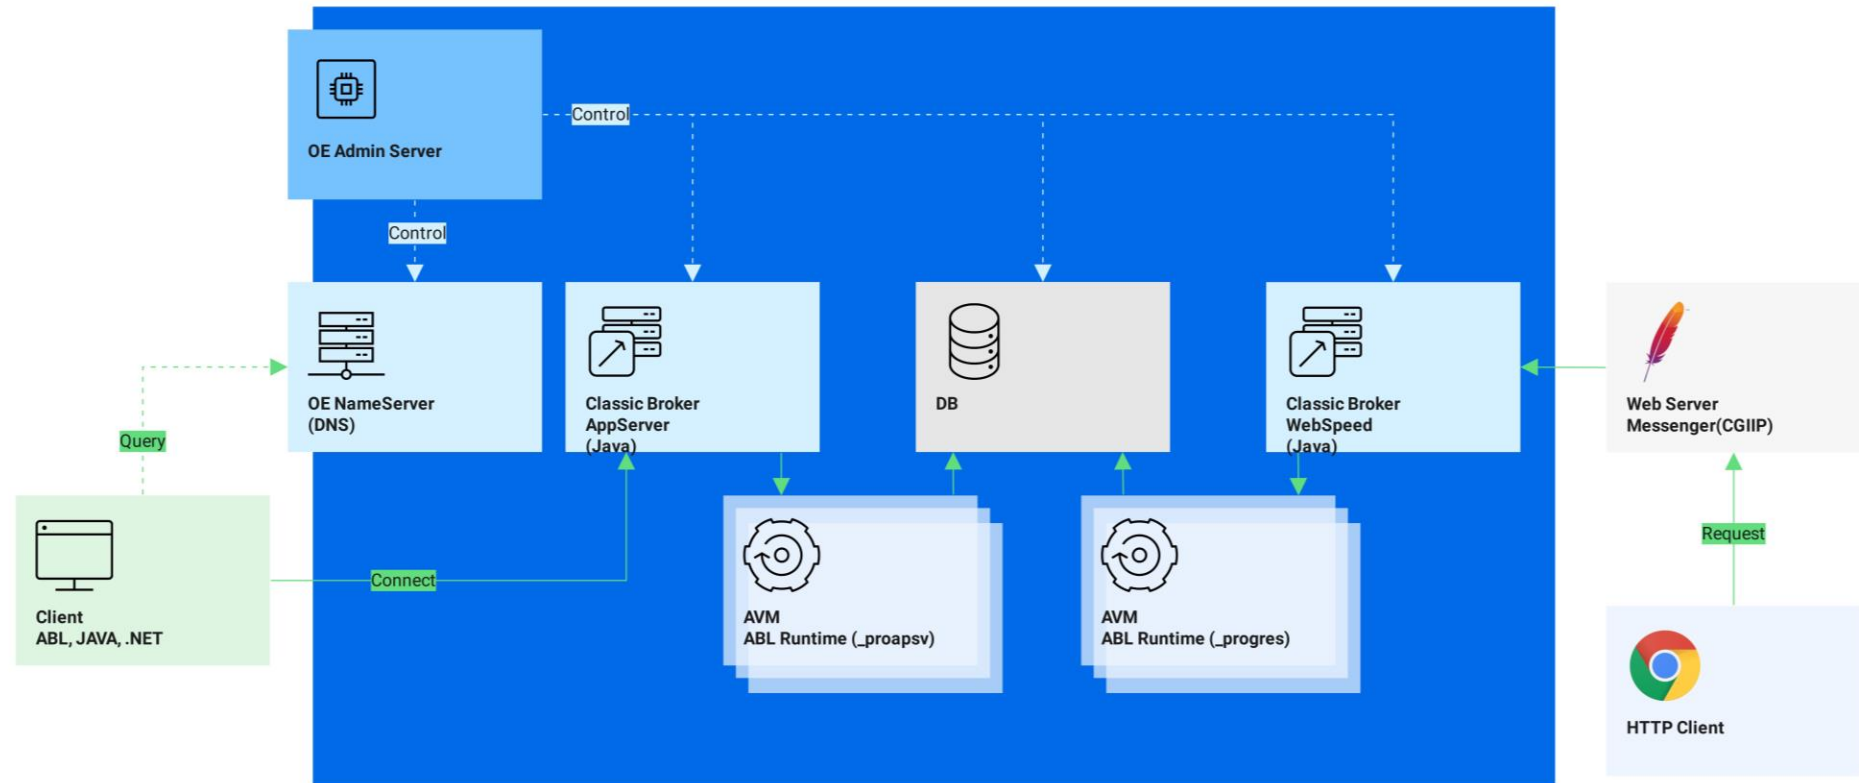 OE Admin Server
Control
Control
OE NameServer
(DNS)
Classic Broker
AppServer
(Java)
DB
Classic Broker
WebSpeed
(Java)
Web Server
Messenger(CGIIP)
Query
Connect
Request
Client
ABL, JAVA, .NET
AVM
ABL Runtime (_proapsv)
AVM
ABL Runtime (_progres)
HTTP Client